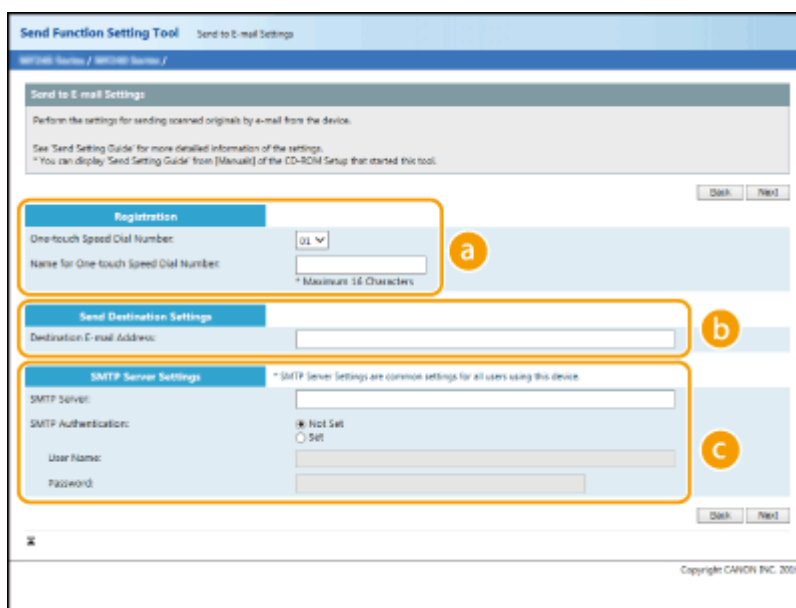 Send Function Setting Tool Send to E-mail Settings
Send to E-mail Settings
Perform the settings for sending scanned originals by e-mail from the device.
See 'Send Setting Guide' for more detailed information of the settings.
* You can display 'Send Setting Guide' from [Manuals] of the CD-ROM Setup that started this tool.
Back Next
Registration
One-touch Speed Dial Number:
01
Name for One-touch Speed Dial Number:
* Maximum 16 Characters
a
Send Destination Settings
Destination E-mail Address:
b
SMTP Server Settings * SMTP Server Settings are common settings for all users using this device.
SMTP Server:
SMTP Authentication:
Not Set
Set
User Name:
Password:
c
Back Next
Copyright CANON INC.